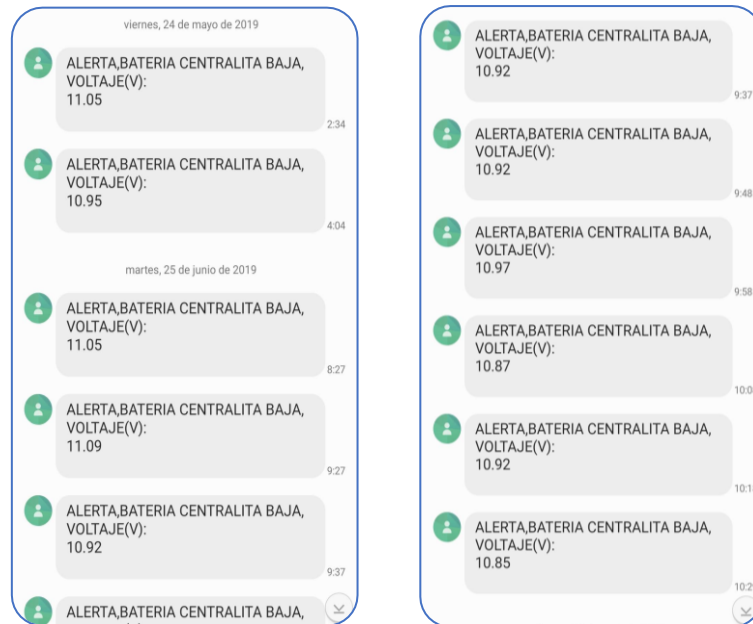 viernes, 24 de mayo de 2019
ALERTA,BATERIA CENTRALITA BAJA,
VOLTAJE(V):
11.05
2:34
ALERTA,BATERIA CENTRALITA BAJA,
VOLTAJE(V):
10.95
4:04
martes, 25 de junio de 2019
ALERTA,BATERIA CENTRALITA BAJA,
VOLTAJE(V):
11.05
8:27
ALERTA,BATERIA CENTRALITA BAJA,
VOLTAJE(V):
11.09
9:27
ALERTA,BATERIA CENTRALITA BAJA,
VOLTAJE(V):
10.92
9:37
ALERTA,BATERIA CENTRALITA BAJA,
ALERTA,BATERIA CENTRALITA BAJA,
VOLTAJE(V):
10.92
9:37
ALERTA,BATERIA CENTRALITA BAJA,
VOLTAJE(V):
10.92
9:48
ALERTA,BATERIA CENTRALITA BAJA,
VOLTAJE(V):
10.97
9:58
ALERTA,BATERIA CENTRALITA BAJA,
VOLTAJE(V):
10.87
ALERTA,BATERIA CENTRALITA BAJA,
VOLTAJE(V):
10.92
ALERTA,BATERIA CENTRALITA BAJA,
VOLTAJE(V):
10.85